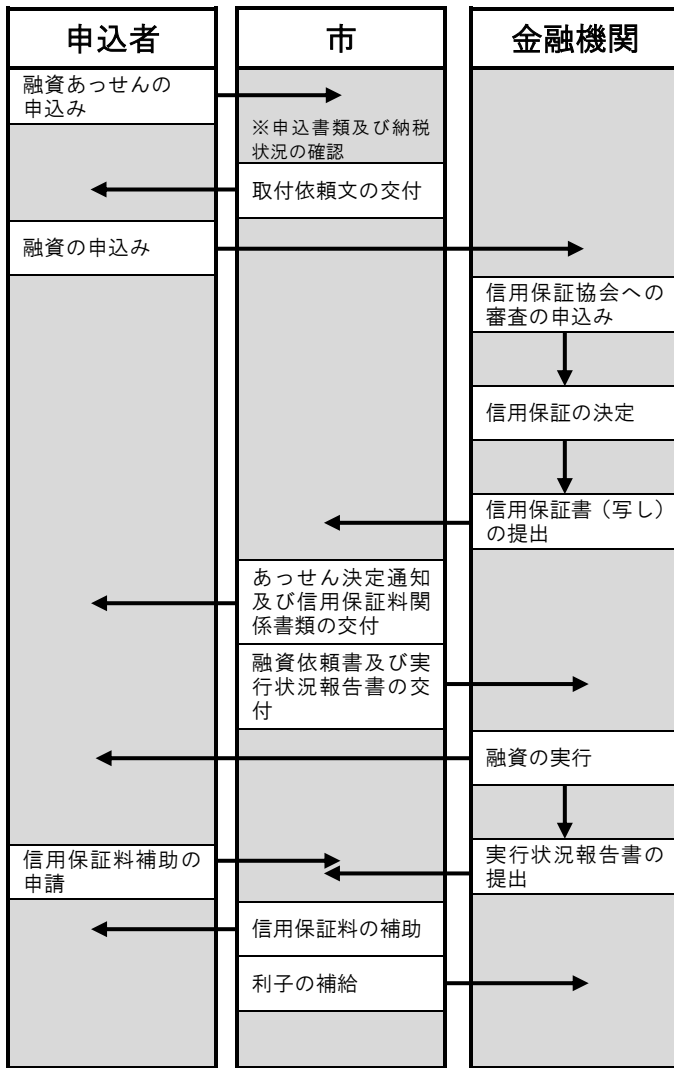 申込者
市
金融機関
融資あっせんの
申込み
※申込書類及び納税
状況の確認
取付依頼文の交付
融資の申込み
信用保証協会への
審査の申込み
信用保証の決定
信用保証書（写し）
の提出
あっせん決定通知
及び信用保証料関
係書類の交付
融資依頼書及び実
行状況報告書の交
付
融資の実行
信用保証料補助の
申請
実行状況報告書の
提出
信用保証料の補助
利子の補給